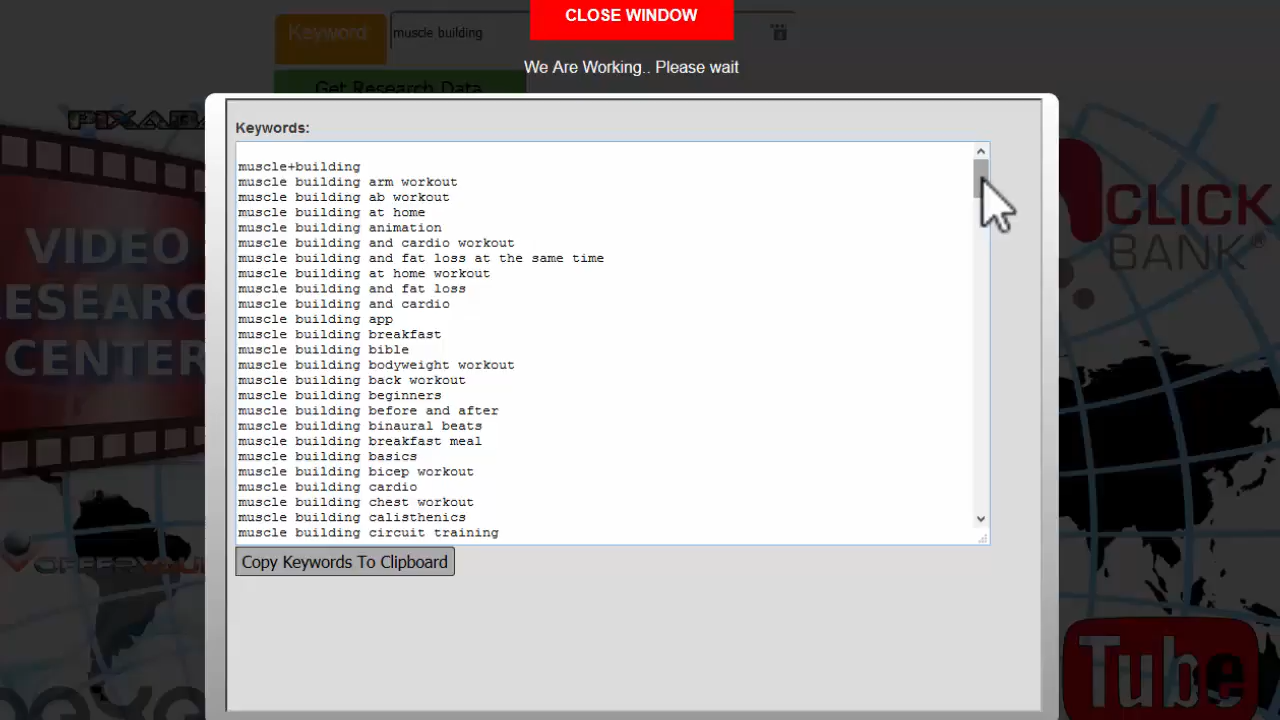 CLOSE WINDOW
Keyword
muscle building
We Are Working.. Please wait
Get Research Data
Keywords:
muscle+building
muscle building arm workout
muscle building ab workout
muscle building at home
muscle building animation
muscle building and cardio workout
muscle building and fat loss at the same time
muscle building at home workout
muscle building and fat loss
muscle building and cardio
muscle building app
muscle building breakfast
muscle building bible
muscle building bodyweight workout
muscle building back workout
muscle building beginners
muscle building before and after
muscle building binaural beats
muscle building breakfast meal
muscle building basics
muscle building bicep workout
muscle building cardio
muscle building chest workout
muscle building calisthenics
muscle building circuit training
Copy Keywords To Clipboard
PIXABA
VIDEO
RESEARC
CENTER
CLICK
BANK®
Tube